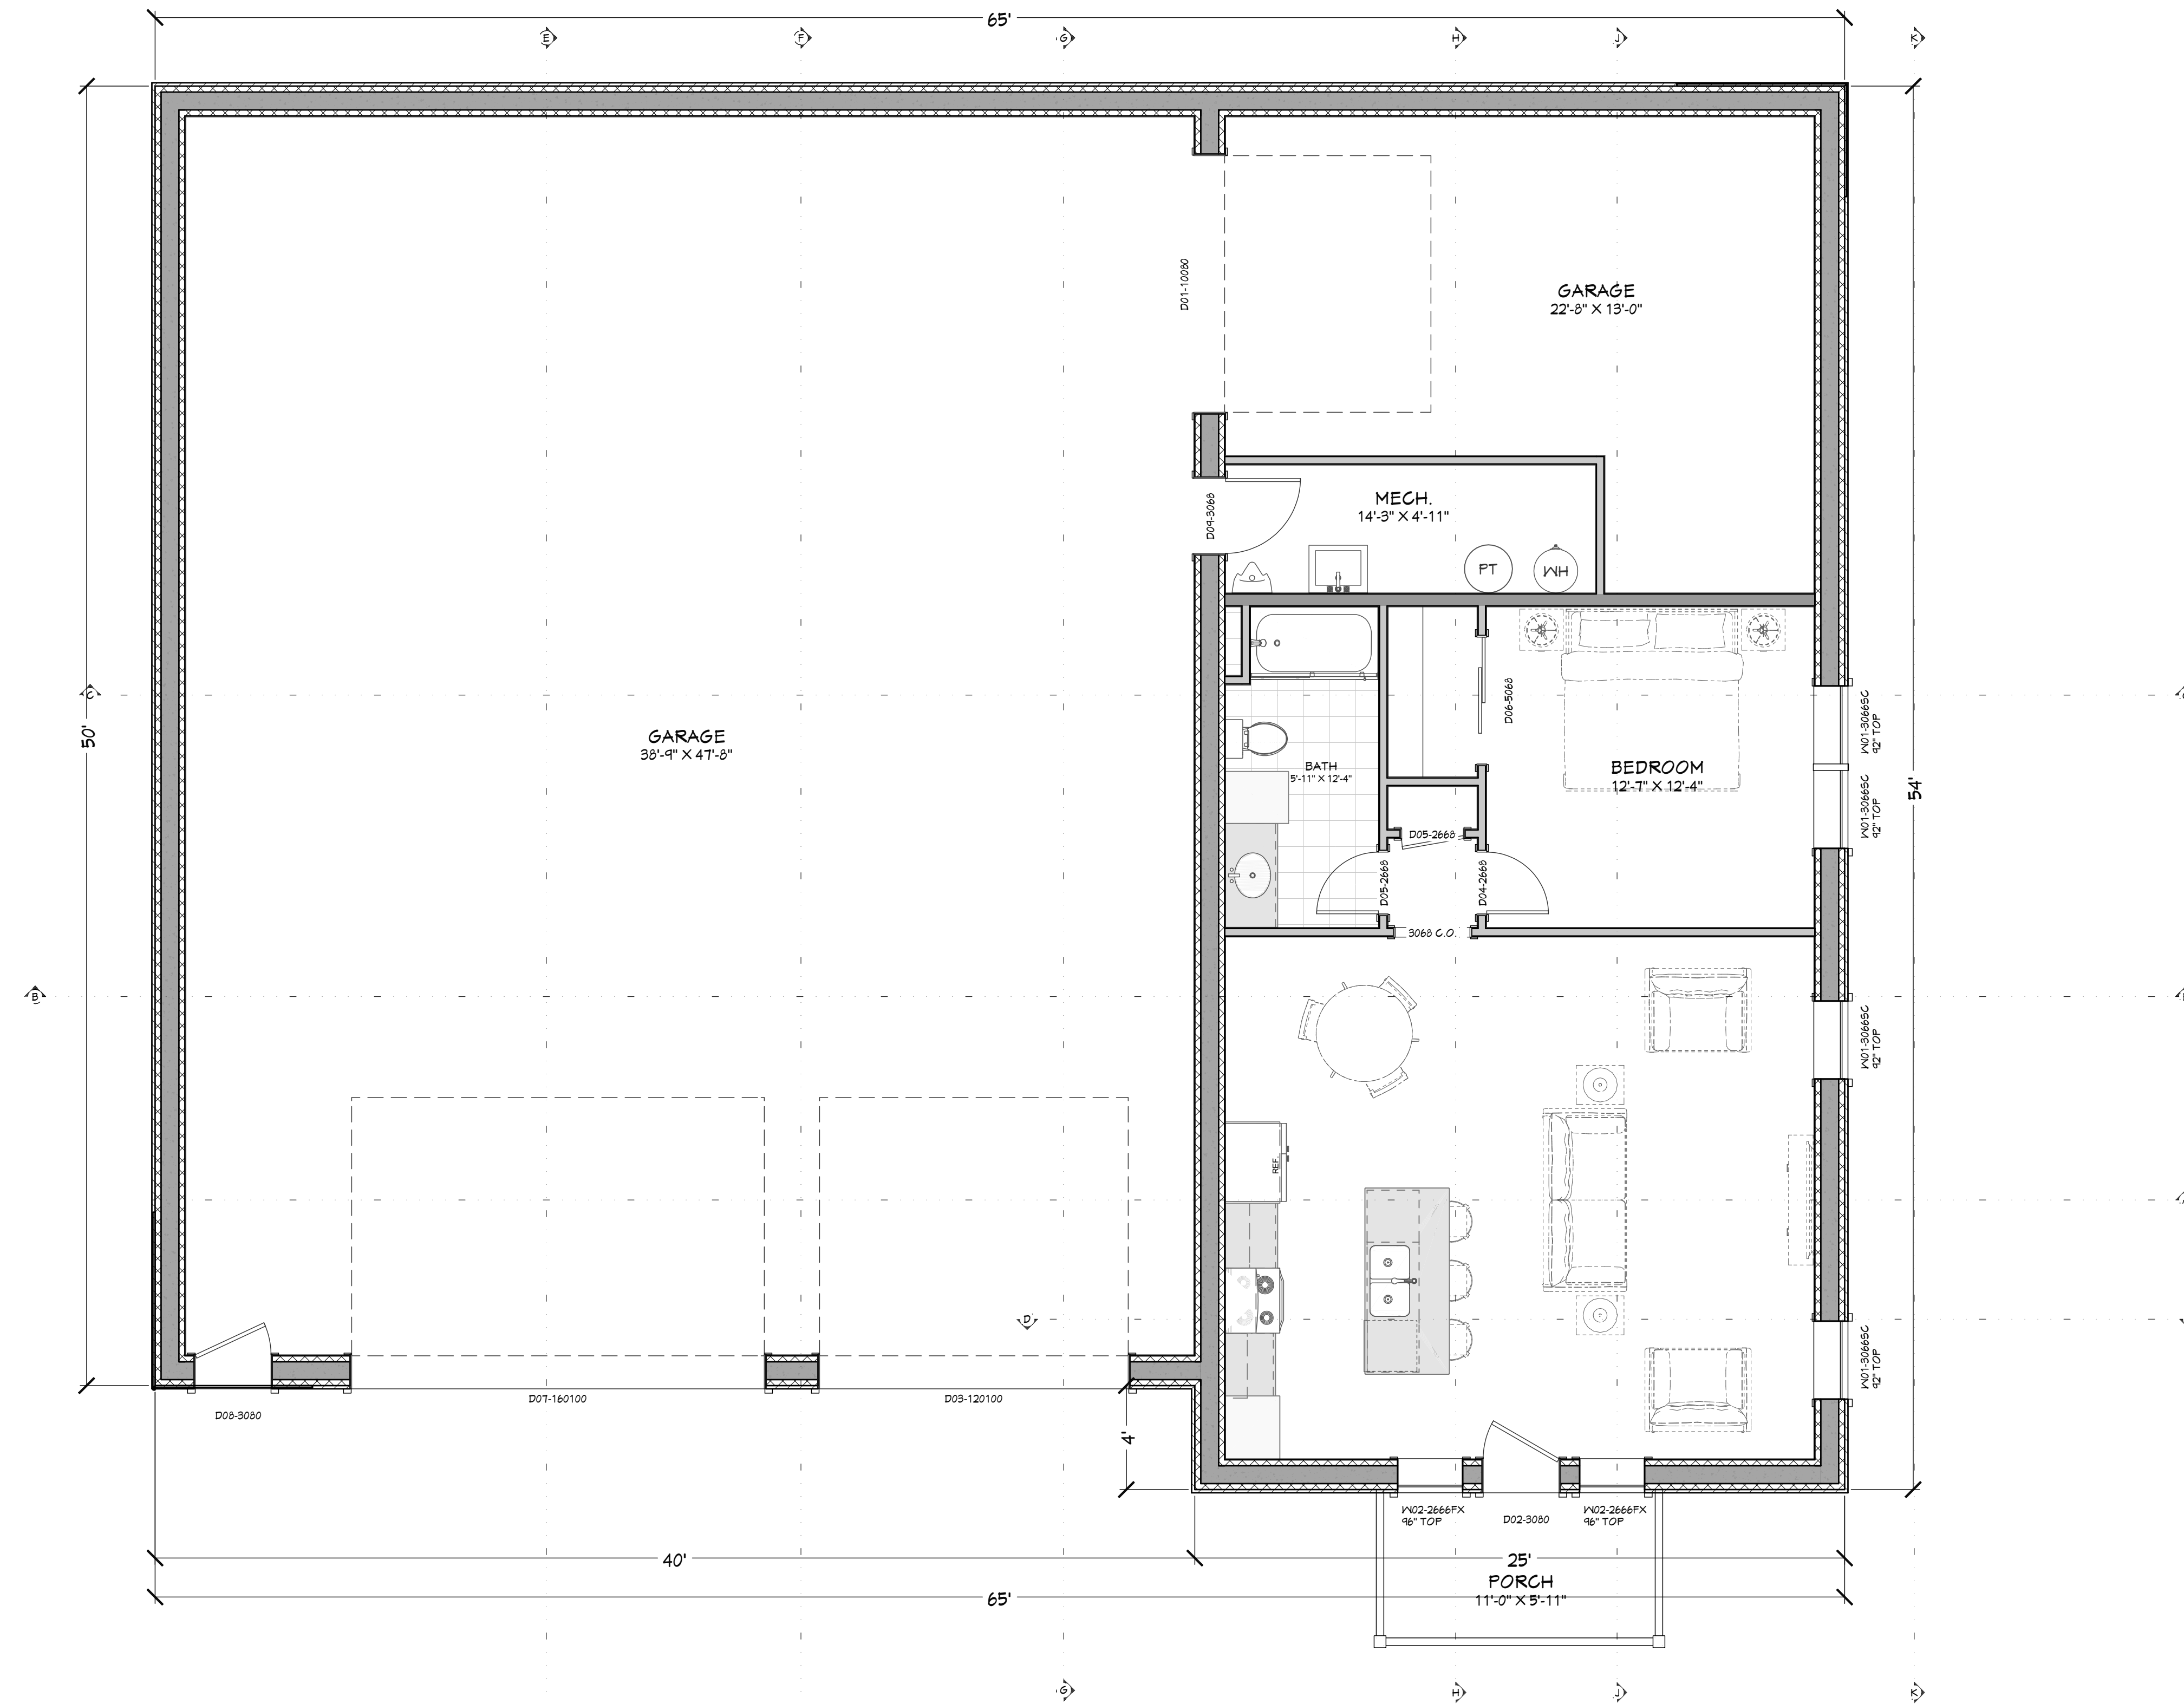 65'
E
F
G
H
J
K
GARAGE
22'-8" X 13'-0"
D01-10080
MECH.
14'-3" X 4'-11"
D09-3068
PT
WH
C
50'
GARAGE
38'-9" X 47'-8"
BATH
5'-11" X 12'-4"
D06-5068
BEDROOM
12'-7" X 12'-4"
W01-3066SC
92" TOP
W01-3066SC
92" TOP
54'
D05-2668
D05-2668
D04-2668
3068 C.O.
B
W01-3066SC
92" TOP
REF.
D
W01-3066SC
92" TOP
D08-3080
D07-160100
D03-120100
4'
W02-2666FX
96" TOP
D02-3080
W02-2666FX
96" TOP
40'
25'
PORCH
11'-0" X 5'-11"
65'
G
H
J
K